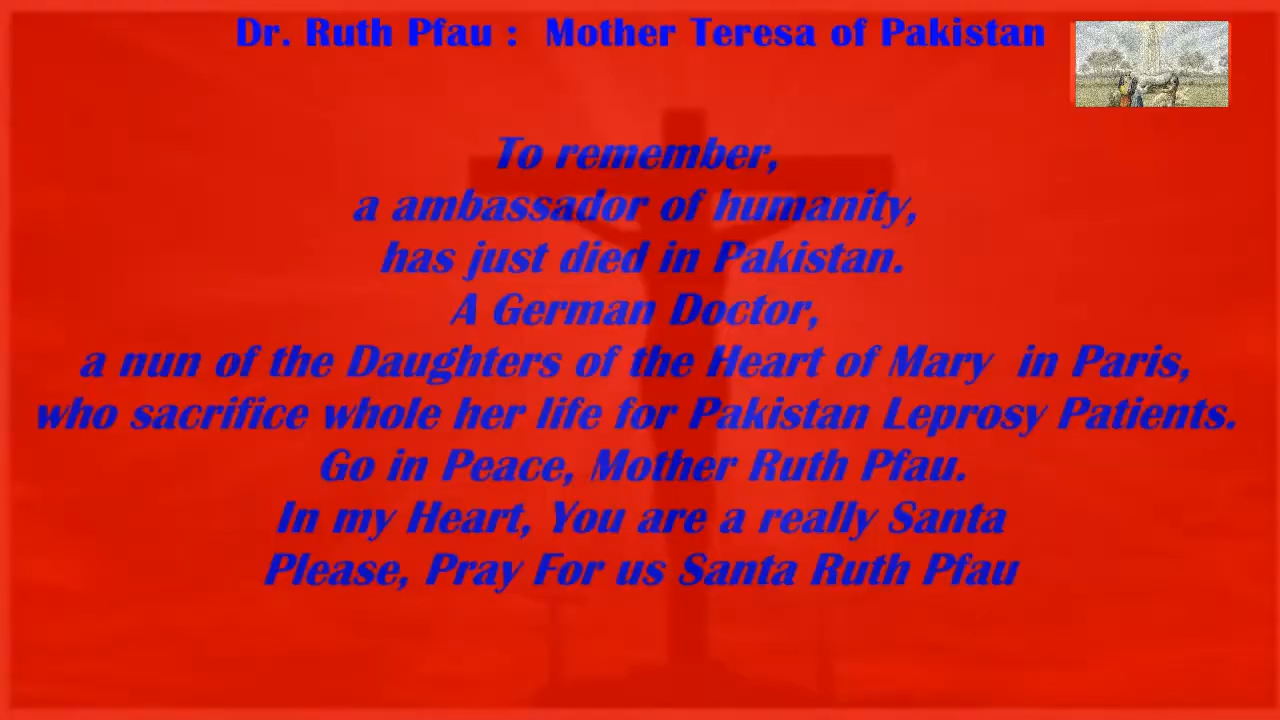 Dr. Ruth Pfau : Mother Teresa of Pakistan
To remember,
a ambassador of humanity,
has just died in Pakistan.
A German Doctor,
a nun of the Daughters of the Heart of Mary in Paris,
who sacrifice whole her life for Pakistan Leprosy Patients.
Go in Peace, Mother Ruth Pfau.
In my Heart, You are a really Santa
Please, Pray For us Santa Ruth Pfau